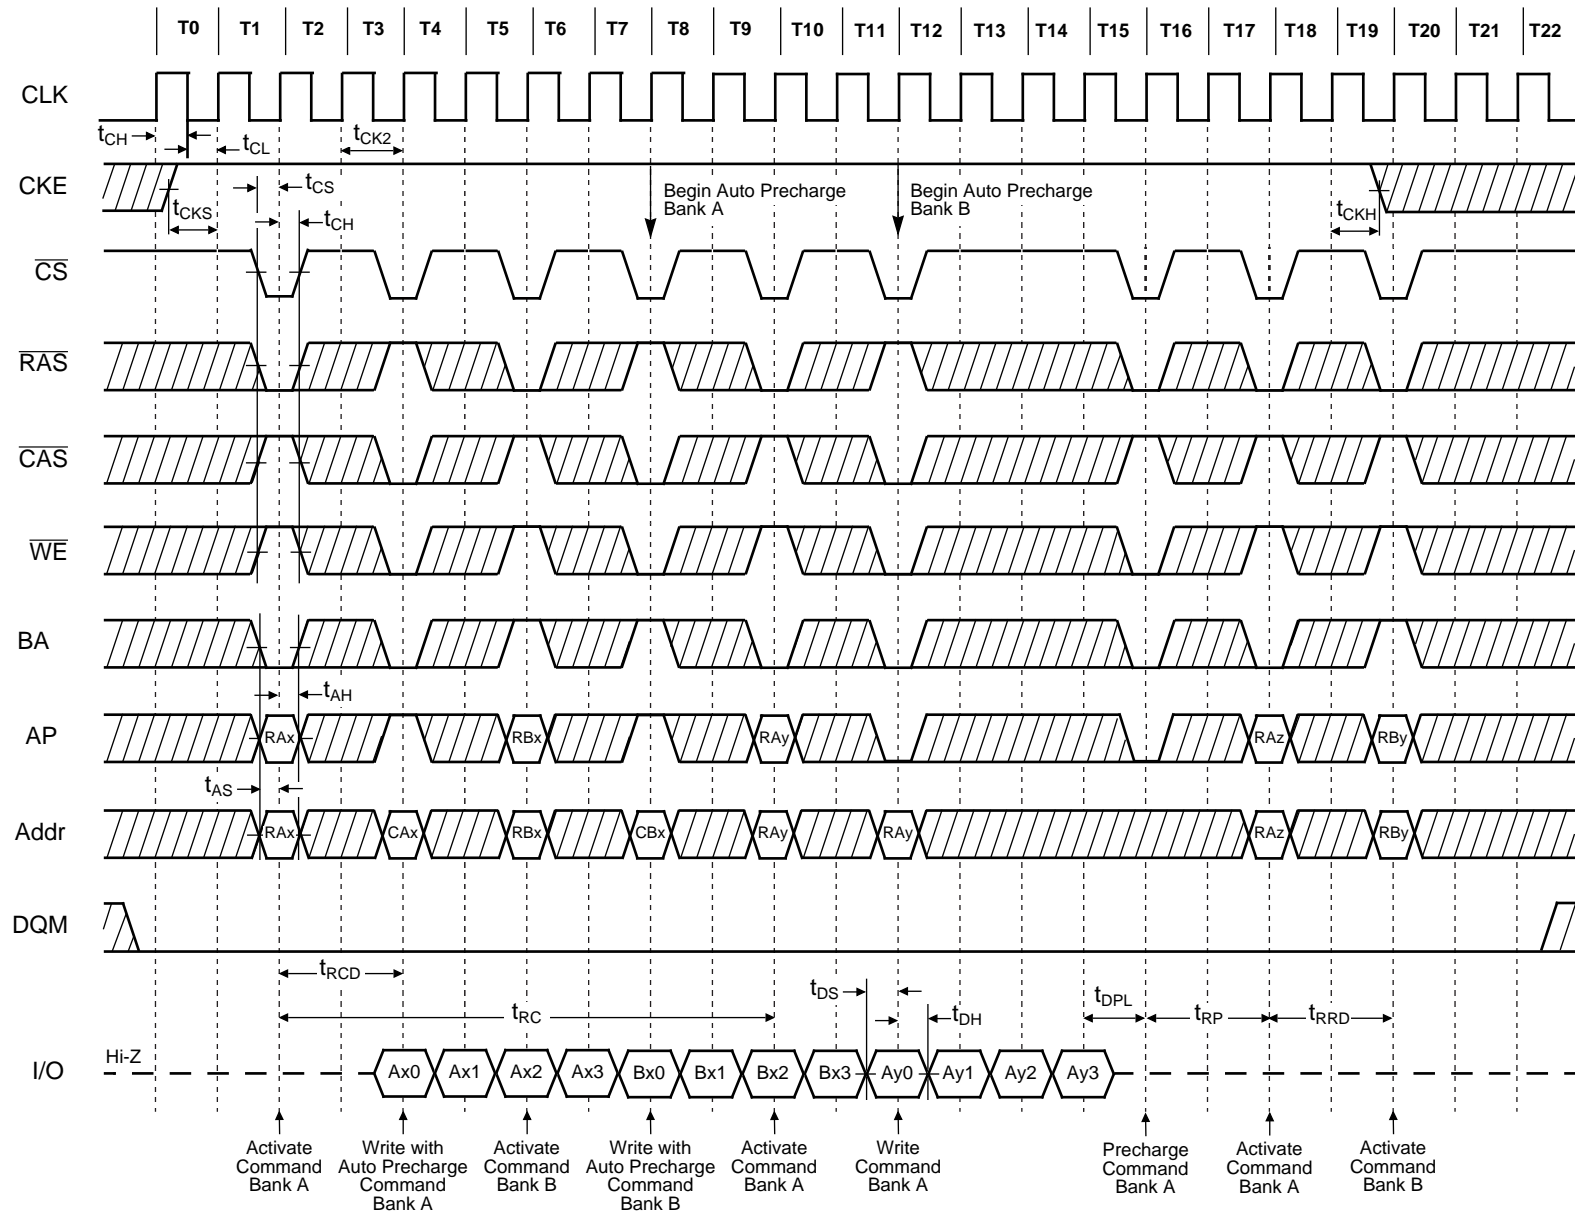 T0 T1 T2 T3 T4 T5 T6 T7 T8 T9 T10 T11 T12 T13 T14 T15 T16 T17 T18 T19 T20 T21 T22
CLK
tCH
tCL
tCK2
CKE
tCKS
tCS
tCH
Begin Auto Precharge
Bank A
Begin Auto Precharge
Bank B
tCKH
CS
RAS
CAS
WE
BA
tAH
AP
RAx RBx RAy RAz RBy
tAS
Addr
RAx CAx RBx CBx RAy RAy RAz RBy
DQM
tRCD
tRC
tDS
tDH
tDPL
tRP
tRRD
I/O
Hi-Z
Ax0 Ax1 Ax2 Ax3 Bx0 Bx1 Bx2 Bx3 Ay0 Ay1 Ay2 Ay3
Activate
Command
Bank A
Write with
Auto Precharge
Command
Bank A
Activate
Command
Bank B
Write with
Auto Precharge
Command
Bank B
Activate
Command
Bank A
Write
Command
Bank A
Precharge
Command
Bank A
Activate
Command
Bank A
Activate
Command
Bank B